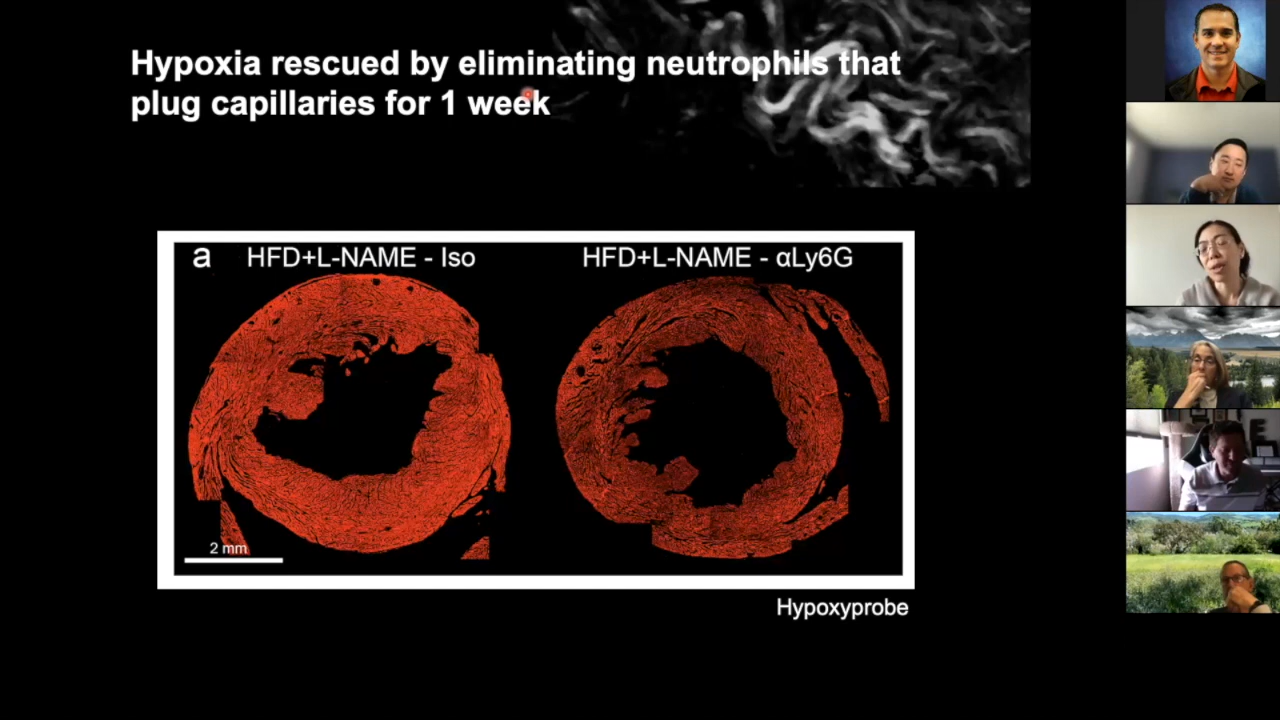 Hypoxia rescued by eliminating neutrophils that
plug capillaries for 1 week
a
HFD+L-NAME - Iso
HFD+L-NAME - αLy6G
2 mm
Hypoxyprobe